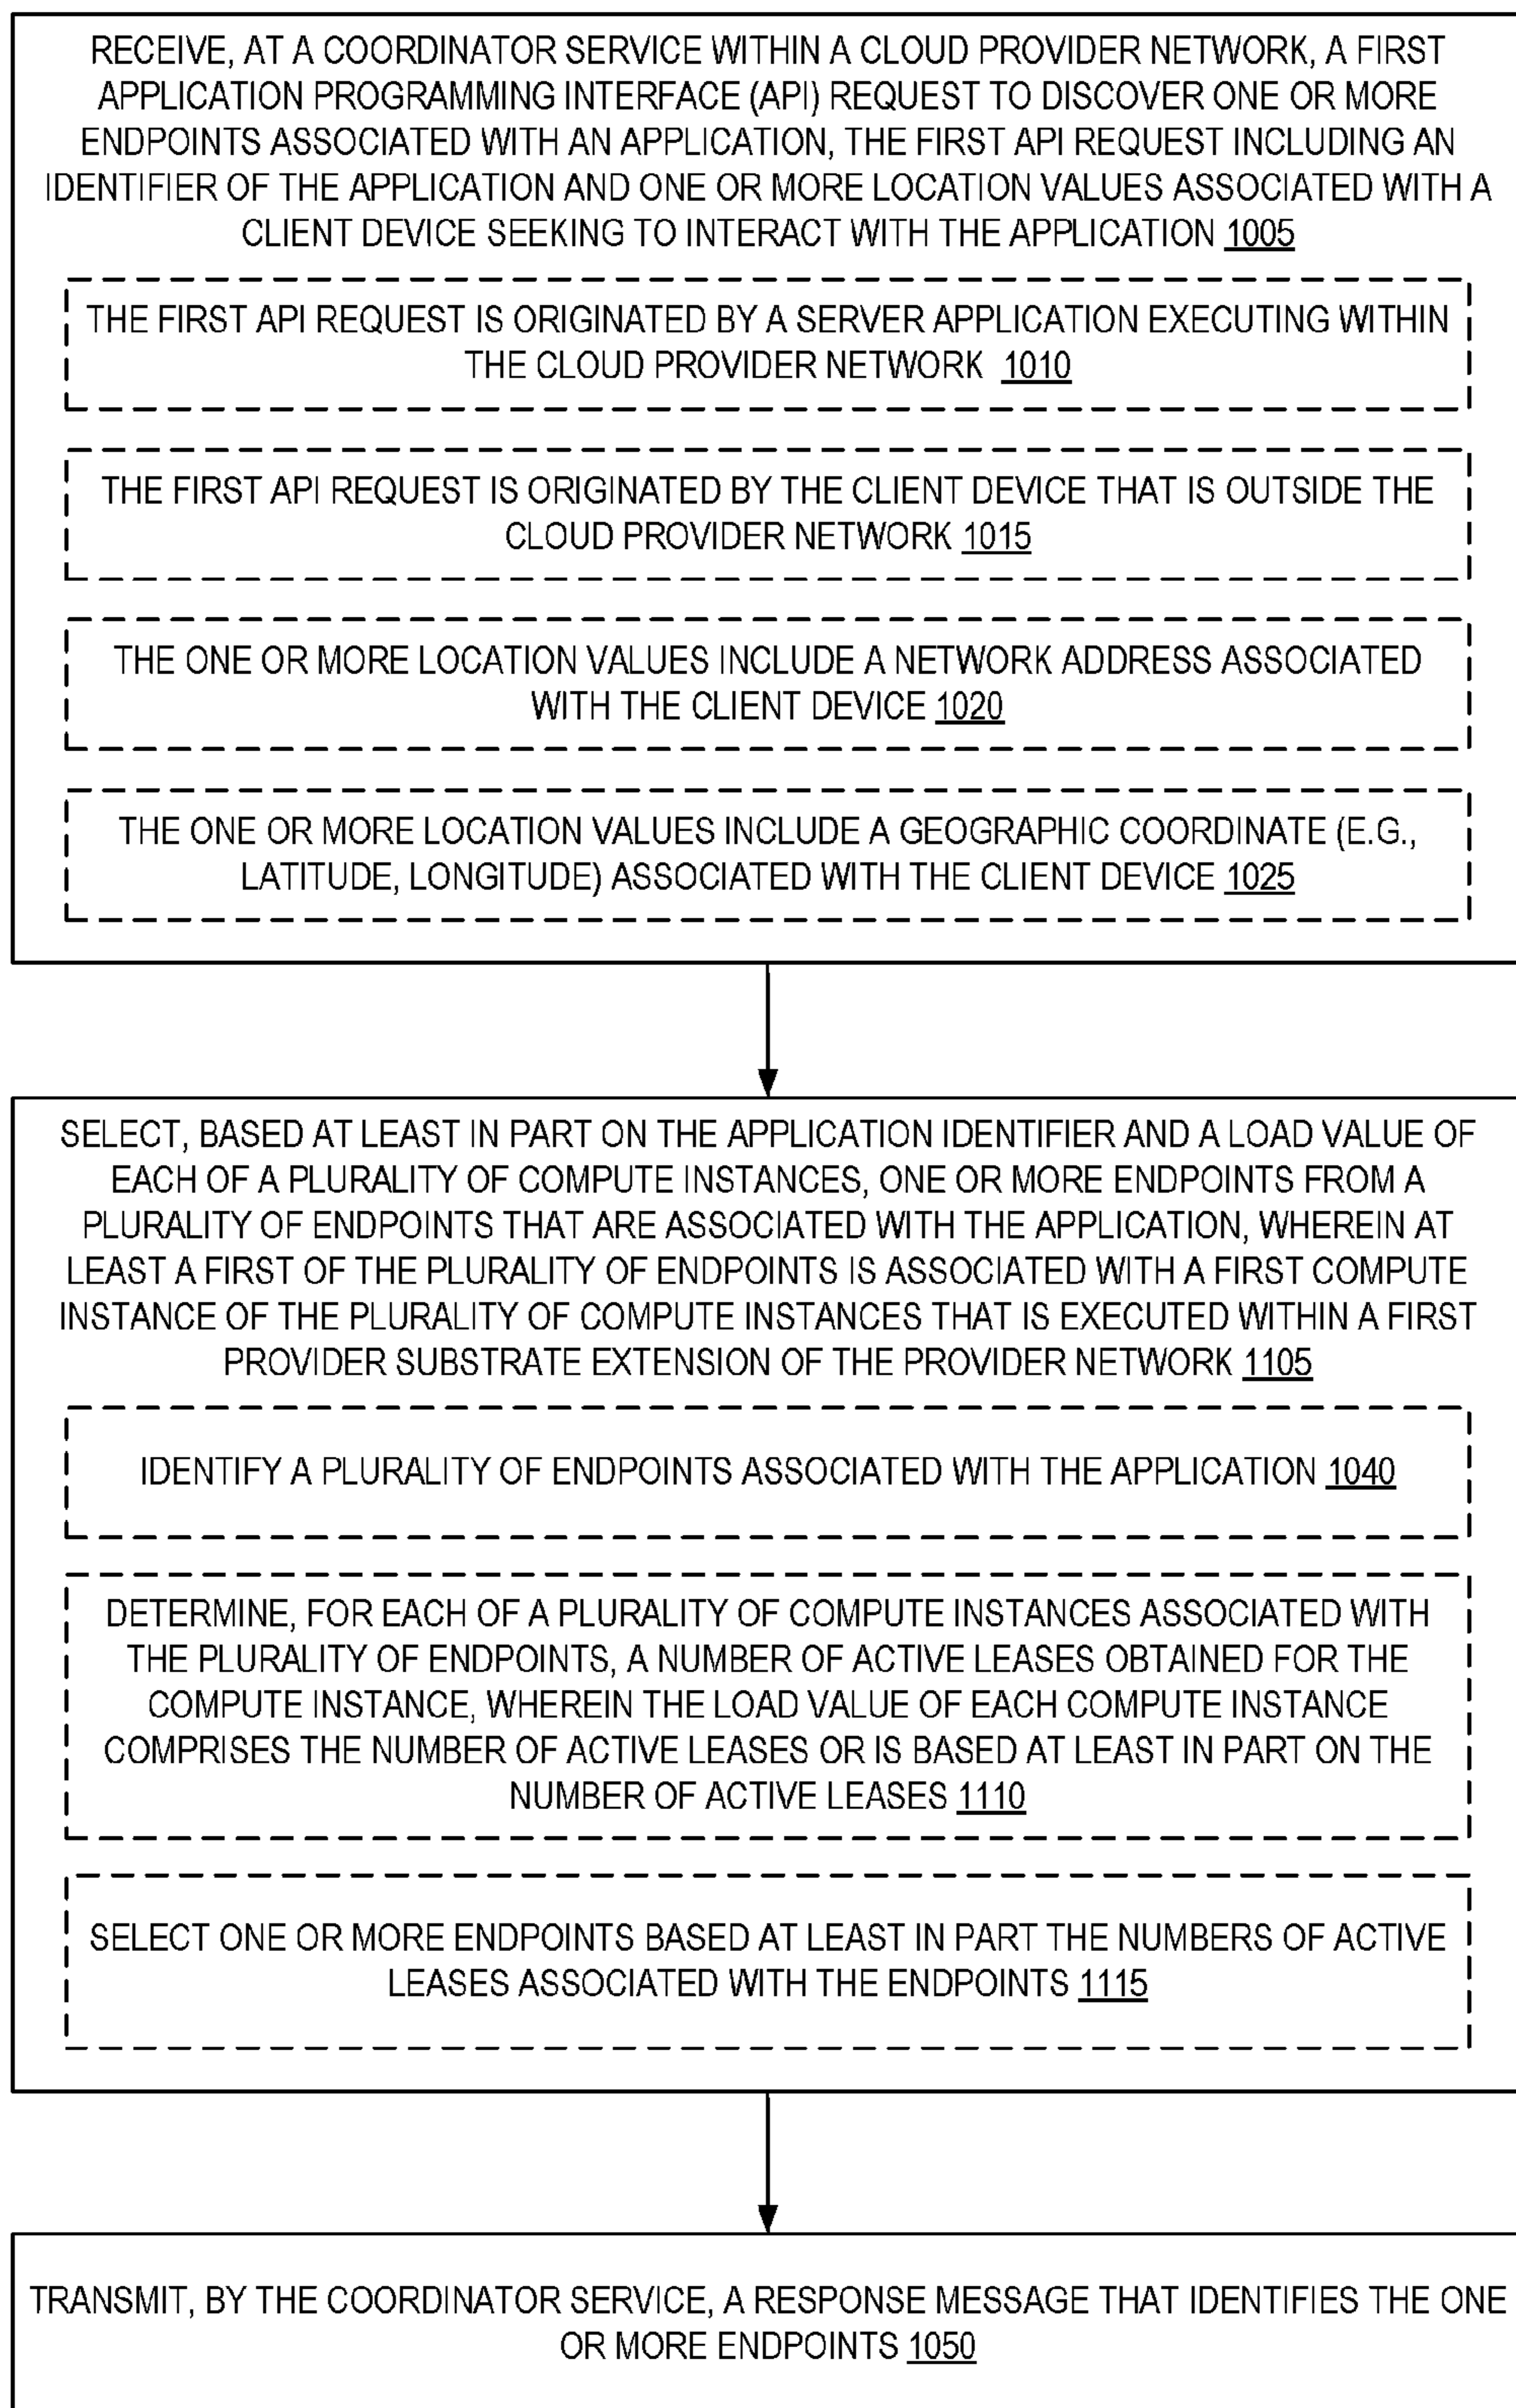 RECEIVE, AT A COORDINATOR SERVICE WITHIN A CLOUD PROVIDER NETWORK, A FIRST
APPLICATION PROGRAMMING INTERFACE (API) REQUEST TO DISCOVER ONE OR MORE
ENDPOINTS ASSOCIATED WITH AN APPLICATION, THE FIRST API REQUEST INCLUDING AN
IDENTIFIER OF THE APPLICATION AND ONE OR MORE LOCATION VALUES ASSOCIATED WITH A
CLIENT DEVICE SEEKING TO INTERACT WITH THE APPLICATION 1005
THE FIRST API REQUEST IS ORIGINATED BY A SERVER APPLICATION EXECUTING WITHIN
THE CLOUD PROVIDER NETWORK 1010
THE FIRST API REQUEST IS ORIGINATED BY THE CLIENT DEVICE THAT IS OUTSIDE THE
CLOUD PROVIDER NETWORK 1015
THE ONE OR MORE LOCATION VALUES INCLUDE A NETWORK ADDRESS ASSOCIATED
WITH THE CLIENT DEVICE 1020
THE ONE OR MORE LOCATION VALUES INCLUDE A GEOGRAPHIC COORDINATE (E.G.,
LATITUDE, LONGITUDE) ASSOCIATED WITH THE CLIENT DEVICE 1025
SELECT, BASED AT LEAST IN PART ON THE APPLICATION IDENTIFIER AND A LOAD VALUE OF
EACH OF A PLURALITY OF COMPUTE INSTANCES, ONE OR MORE ENDPOINTS FROM A
PLURALITY OF ENDPOINTS THAT ARE ASSOCIATED WITH THE APPLICATION, WHEREIN AT
LEAST A FIRST OF THE PLURALITY OF ENDPOINTS IS ASSOCIATED WITH A FIRST COMPUTE
INSTANCE OF THE PLURALITY OF COMPUTE INSTANCES THAT IS EXECUTED WITHIN A FIRST
PROVIDER SUBSTRATE EXTENSION OF THE PROVIDER NETWORK 1105
IDENTIFY A PLURALITY OF ENDPOINTS ASSOCIATED WITH THE APPLICATION 1040
DETERMINE, FOR EACH OF A PLURALITY OF COMPUTE INSTANCES ASSOCIATED WITH
THE PLURALITY OF ENDPOINTS, A NUMBER OF ACTIVE LEASES OBTAINED FOR THE
COMPUTE INSTANCE, WHEREIN THE LOAD VALUE OF EACH COMPUTE INSTANCE
COMPRISES THE NUMBER OF ACTIVE LEASES OR IS BASED AT LEAST IN PART ON THE
NUMBER OF ACTIVE LEASES 1110
SELECT ONE OR MORE ENDPOINTS BASED AT LEAST IN PART THE NUMBERS OF ACTIVE
LEASES ASSOCIATED WITH THE ENDPOINTS 1115
TRANSMIT, BY THE COORDINATOR SERVICE, A RESPONSE MESSAGE THAT IDENTIFIES THE ONE
OR MORE ENDPOINTS 1050